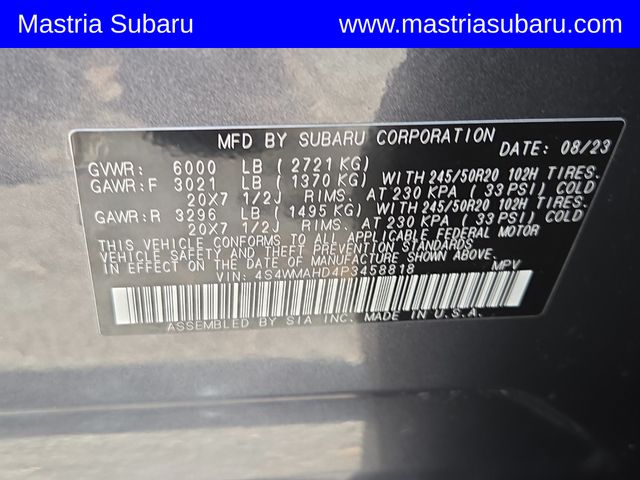 Mastria Subaru www.mastriasubaru.com
MFD BY SUBARU CORPORATION DATE: 08/23
GVWR: 6000 LB ( 2721 KG)
GAWR:F 3021 LB ( 1370 KG) WITH 245/50R20 102H TIRES.
20X7 1/2J RIMS. AT 230 KPA ( 33 PSI) COLD
GAWR:R 3296 LB ( 1495 KG) WITH 245/50R20 102H TIRES.
20X7 1/2J RIMS. AT 230 KPA ( 33 PSI) COLD
THIS VEHICLE CONFORMS TO ALL APPLICABLE FEDERAL MOTOR
VEHICLE SAFETY AND THEFT PREVENTION STANDARDS
IN EFFECT ON THE DATE OF MANUFACTURE SHOWN ABOVE.
VIN: 4S4WMAHD4P3458818 MPV
ASSEMBLED BY SIA INC. MADE IN U.S.A.